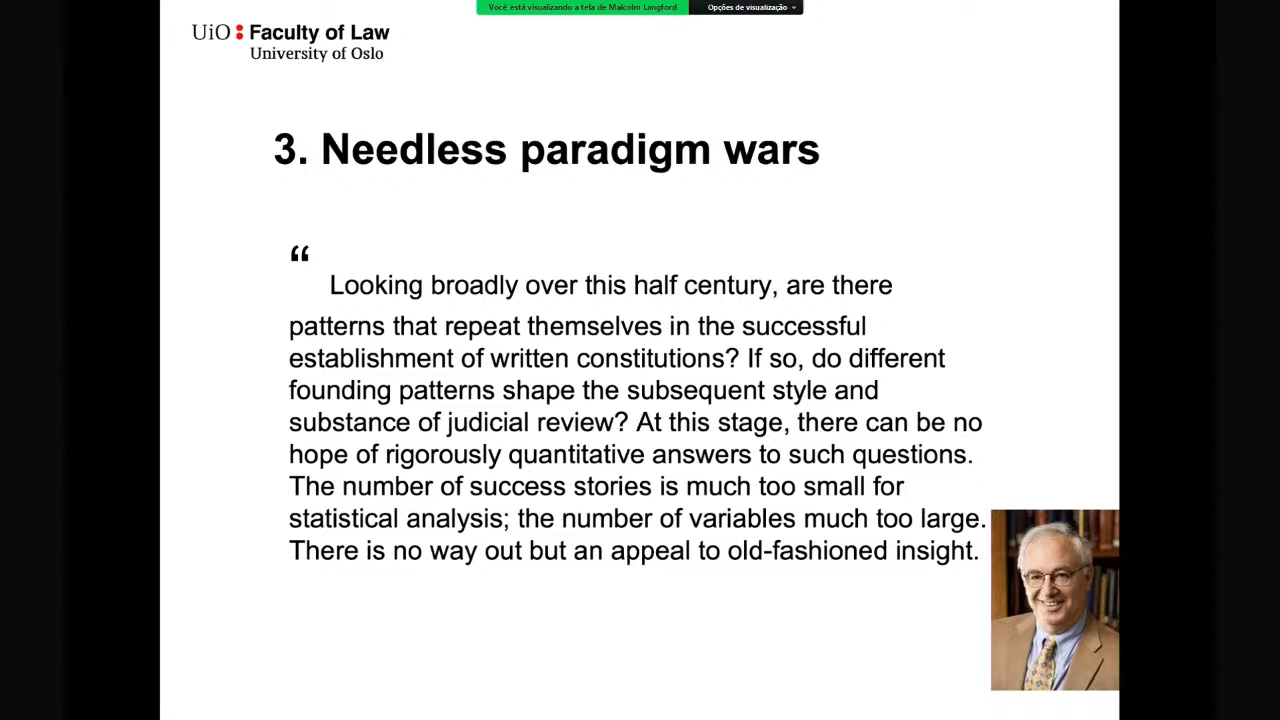 Você está visualizando a tela de Malcolm Langford
Opções de visualização
UiO : Faculty of Law
University of Oslo
3. Needless paradigm wars
“
Looking broadly over this half century, are there
patterns that repeat themselves in the successful
establishment of written constitutions? If so, do different
founding patterns shape the subsequent style and
substance of judicial review? At this stage, there can be no
hope of rigorously quantitative answers to such questions.
The number of success stories is much too small for
statistical analysis; the number of variables much too large.
There is no way out but an appeal to old-fashioned insight.